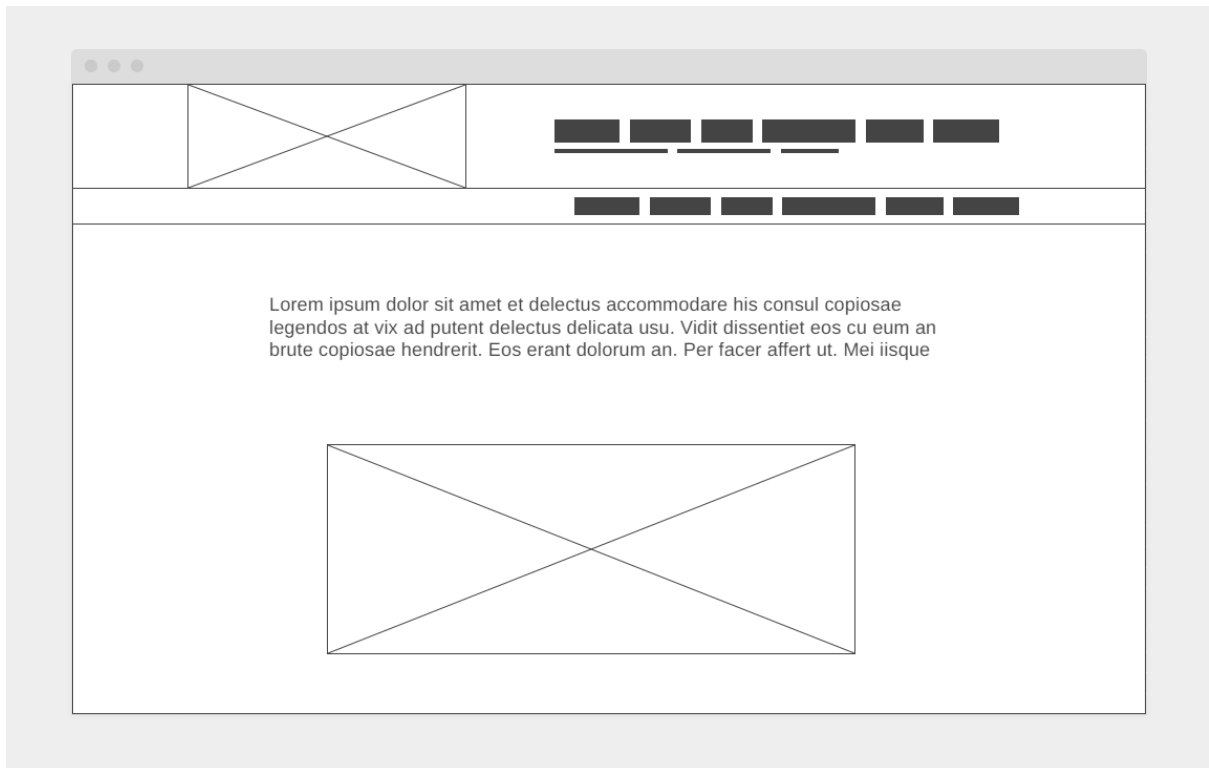 Lorem ipsum dolor sit amet et delectus accommodare his consul copiosae
legendos at vix ad putent delectus delicata usu. Vidit dissentiet eos cu eum an
brute copiosae hendrerit. Eos erant dolorum an. Per facer affert ut. Mei iisque